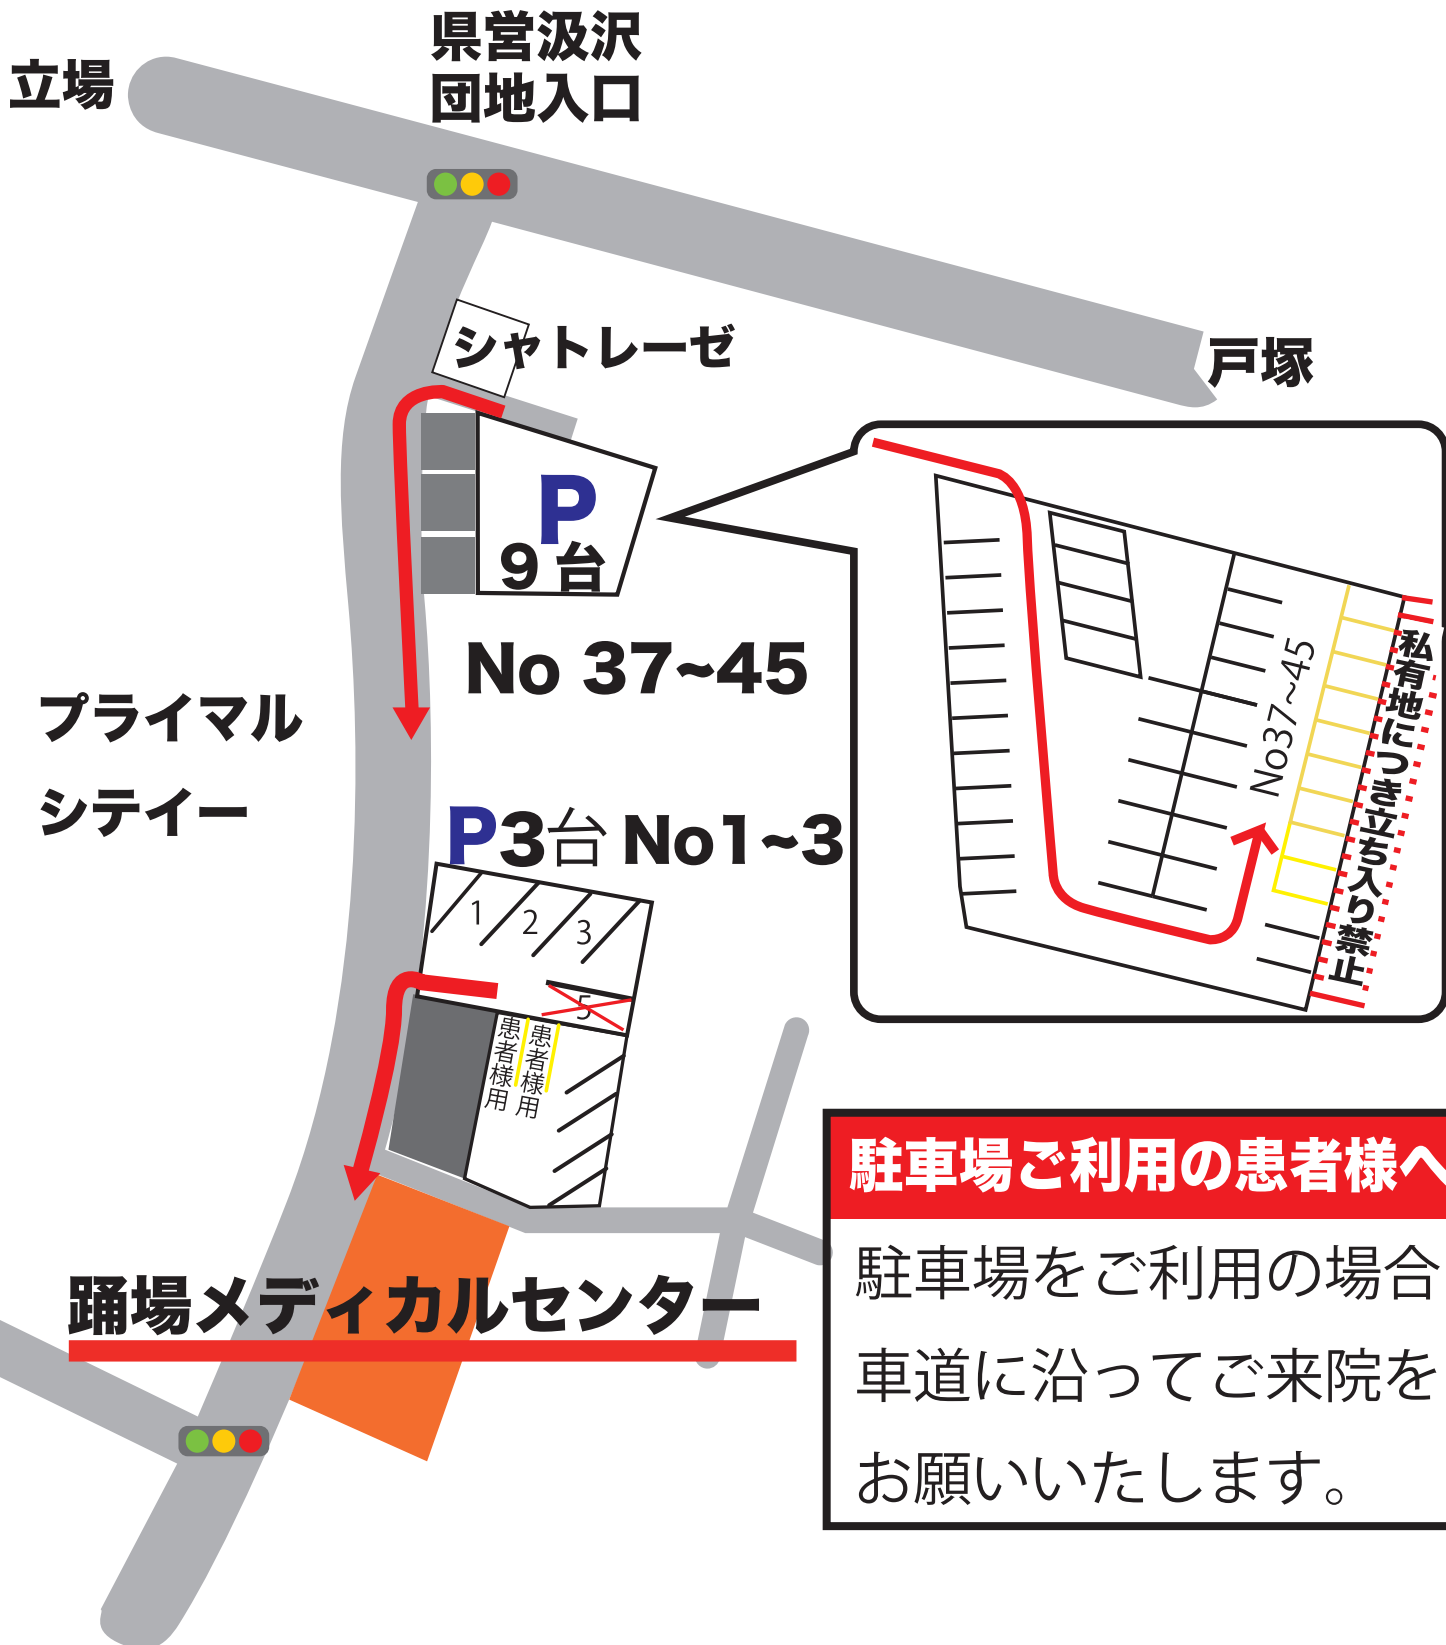 県営汲沢
団地入口
立場
シャトレーゼ
戸塚
P
9台
No 37~45
No37~45
私有地につき立ち入り禁止
プライマル
シテイー
P3台 No1~3
1
2
3
5
患者様用
患者様用
駐車場ご利用の患者様へ
駐車場をご利用の場合
車道に沿ってご来院を
お願いいたします。
踊場メディカルセンター